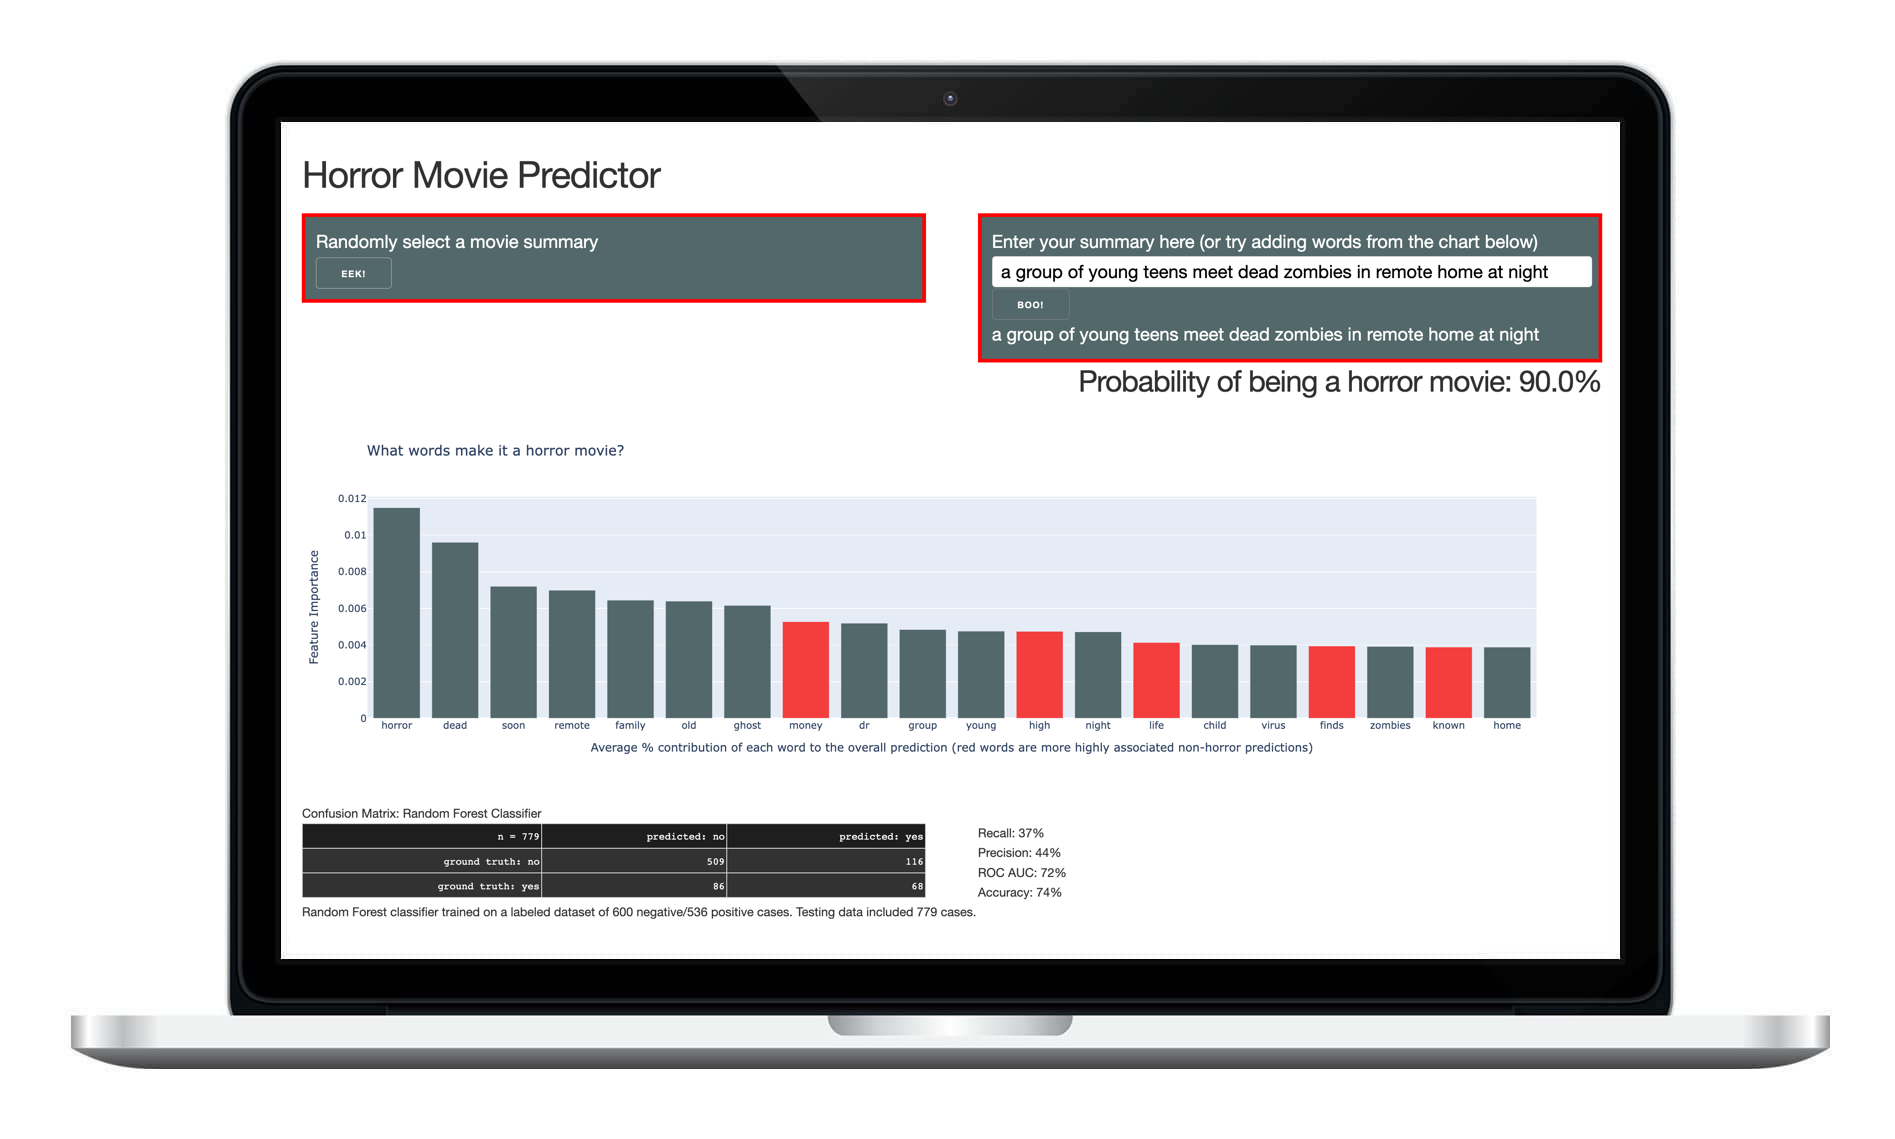 Horror Movie Predictor
Randomly select a movie summary
EEK!
Enter your summary here (or try adding words from the chart below)
a group of young teens meet dead zombies in remote home at night
BOO!
a group of young teens meet dead zombies in remote home at night
Probability of being a horror movie: 90.0%
What words make it a horror movie?
Feature Importance
0.012
0.01
0.008
0.006
0.004
0.002
0
horror dead soon remote family old ghost money dr group young high night life child virus finds zombies known home
Average % contribution of each word to the overall prediction (red words are more highly associated non-horror predictions)
Confusion Matrix: Random Forest Classifier
n = 779 predicted: no predicted: yes
ground truth: no 509 116
ground truth: yes 86 68
Random Forest classifier trained on a labeled dataset of 600 negative/536 positive cases. Testing data included 779 cases.
Recall: 37%
Precision: 44%
ROC AUC: 72%
Accuracy: 74%